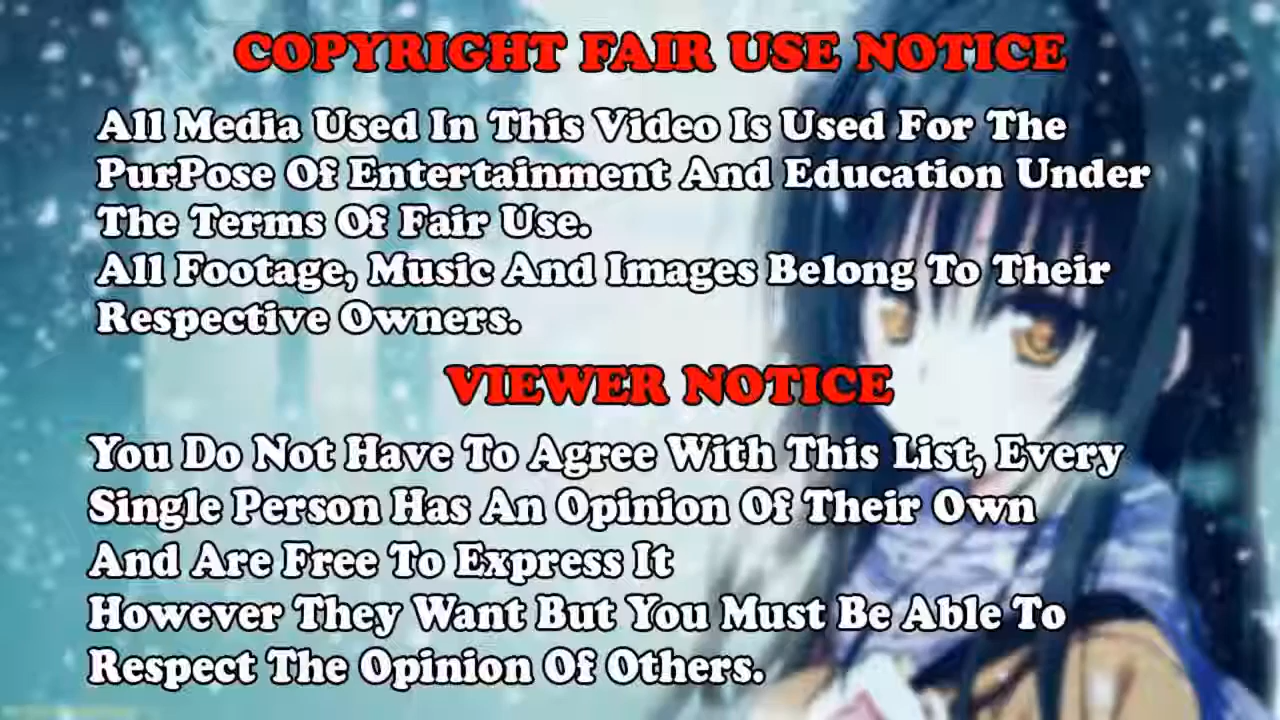 COPYRIGHT FAIR USE NOTICE
All Media Used In This Video Is Used For The
PurPose Of Entertainment And Education Under
The Terms Of Fair Use.
All Footage, Music And Images Belong To Their
Respective Owners.
VIEWER NOTICE
You Do Not Have To Agree With This List, Every
Single Person Has An Opinion Of Their Own
And Are Free To Express It
However They Want But You Must Be Able To
Respect The Opinion Of Others.